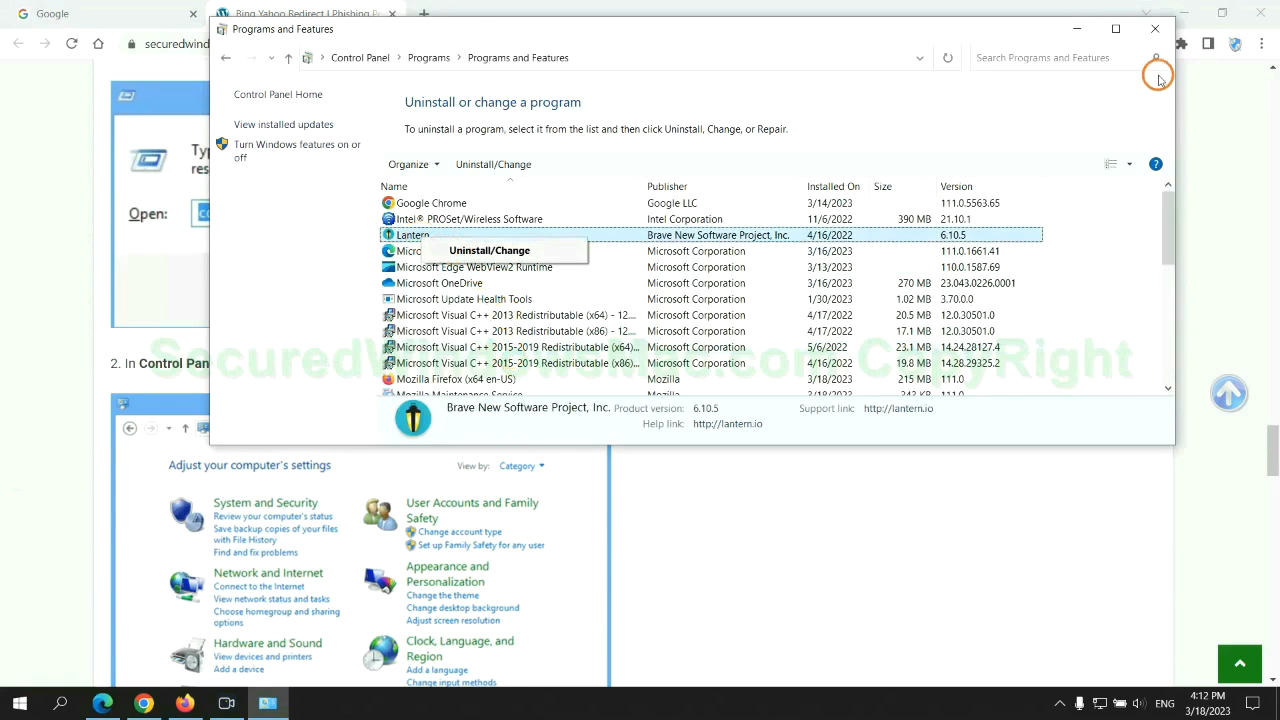 Google
Bing Yahoo Redirect | Phishing P
securedwind
Programs and Features
Control Panel
Programs
Programs and Features
Search Programs and Features
Control Panel Home
View installed updates
Turn Windows features on or
off
Uninstall or change a program
To uninstall a program, select it from the list and then click Uninstall, Change, or Repair.
Organize
Uninstall/Change
Name Publisher Installed On Size Version
Google Chrome Google LLC 3/14/2023 111.0.5563.65
Intel® PROSet/Wireless Software Intel Corporation 11/6/2022 390 MB 21.10.1
Lantern Brave New Software Project, Inc. 4/16/2022 6.10.5
Micro Microsoft Corporation 3/16/2023 111.0.1661.41
Uninstall/Change
Microsoft Edge WebView2 Runtime Microsoft Corporation 3/13/2023 110.0.1587.69
Microsoft OneDrive Microsoft Corporation 3/16/2023 270 MB 23.043.0226.0001
Microsoft Update Health Tools Microsoft Corporation 1/30/2023 1.02 MB 3.70.0.0
Microsoft Visual C++ 2013 Redistributable (x64) - 12.... Microsoft Corporation 4/17/2022 20.5 MB 12.0.30501.0
Microsoft Visual C++ 2013 Redistributable (x86) - 12.... Microsoft Corporation 4/17/2022 17.1 MB 12.0.30501.0
Microsoft Visual C++ 2015-2019 Redistributable (x64)... Microsoft Corporation 5/6/2022 23.1 MB 14.24.28127.4
Microsoft Visual C++ 2015-2019 Redistributable (x86)... Microsoft Corporation 4/16/2022 19.8 MB 14.28.29325.2
Mozilla Firefox (x64 en-US) Mozilla 3/18/2023 215 MB 111.0
Mozilla Maintenance Service Mozilla 3/18/2023 343 KB 111.0
Brave New Software Project, Inc. Product version: 6.10.5 Support link: http://lantern.io
Help link: http://lantern.io
Typ
res
Open:
co
2. In Control Pan
Adjust your computer's settings
View by: Category
System and Security
Review your computer's status
Save backup copies of your files
with File History
Find and fix problems
Network and Internet
Connect to the Internet
View network status and tasks
Choose homegroup and sharing
options
Hardware and Sound
View devices and printers
Add a device
User Accounts and Family
Safety
Change account type
Set up Family Safety for any user
Appearance and
Personalization
Change the theme
Change desktop background
Adjust screen resolution
Clock, Language, and
Region
Add a language
Change input methods
ENG
4:12 PM
3/18/2023